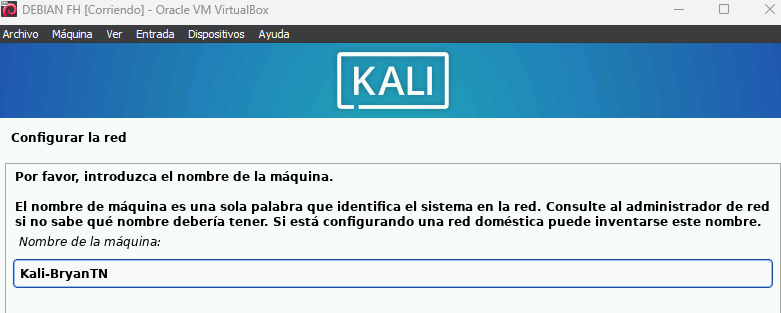 DEBIAN FH [Corriendo] - Oracle VM VirtualBox
Archivo Máquina Ver Entrada Dispositivos Ayuda
KALI
Configurar la red
Por favor, introduzca el nombre de la máquina.
El nombre de máquina es una sola palabra que identifica el sistema en la red. Consulte al administrador de red
si no sabe qué nombre debería tener. Si está configurando una red doméstica puede inventarse este nombre.
Nombre de la máquina:
Kali-BryanTN